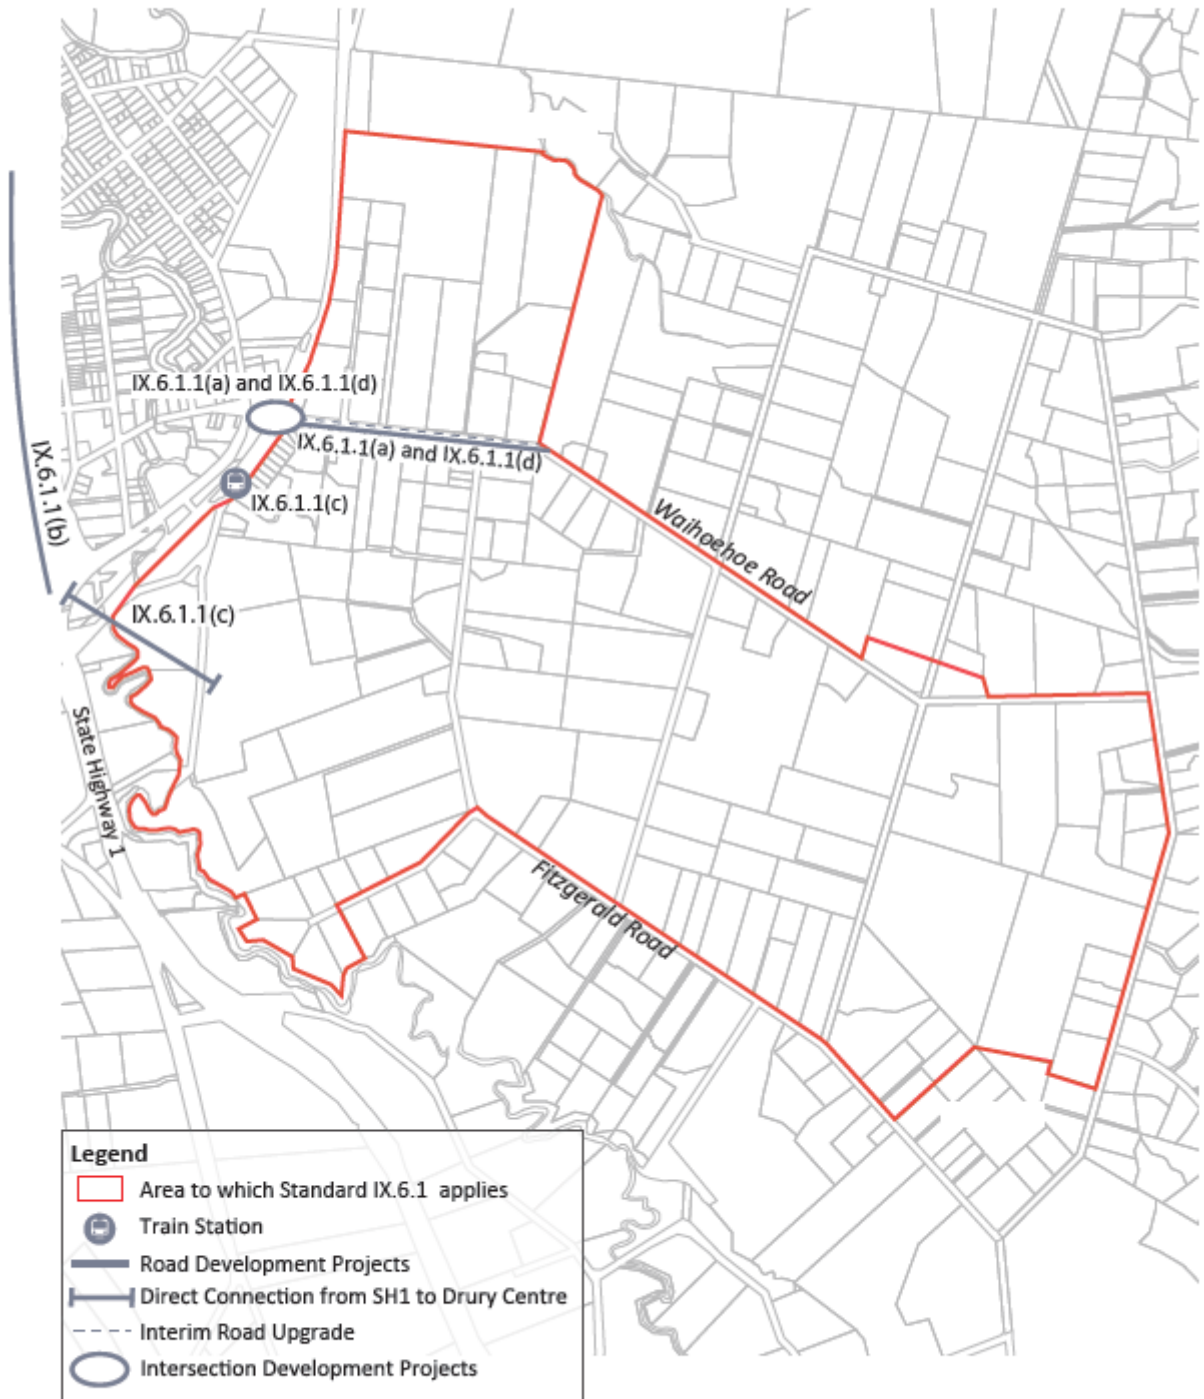 IX.6.1.1(a) and IX.6.1.1(d)
IX.6.1.1(a) and IX.6.1.1(d)
IX.6.1.1(b)
IX.6.1.1(c)
Waihoehoe Road
IX.6.1.1(c)
State Highway 1
Fitzgerald Road
Legend
Area to which Standard IX.6.1 applies
Train Station
Road Development Projects
Direct Connection from SH1 to Drury Centre
Interim Road Upgrade
Intersection Development Projects